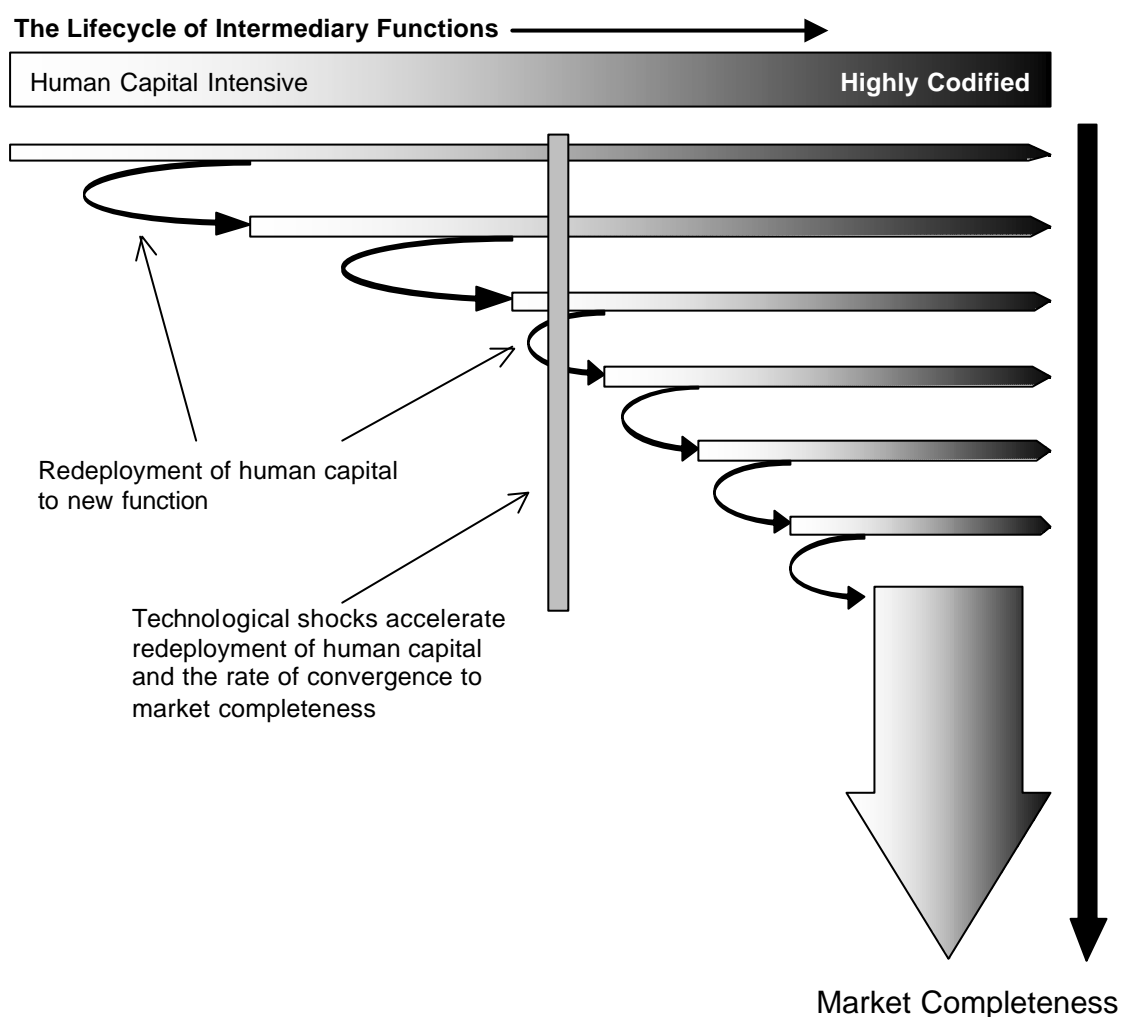 The Lifecycle of Intermediary Functions
Human Capital Intensive
Highly Codified
Redeployment of human capital
to new function
Technological shocks accelerate
redeployment of human capital
and the rate of convergence to
market completeness
Market Completeness